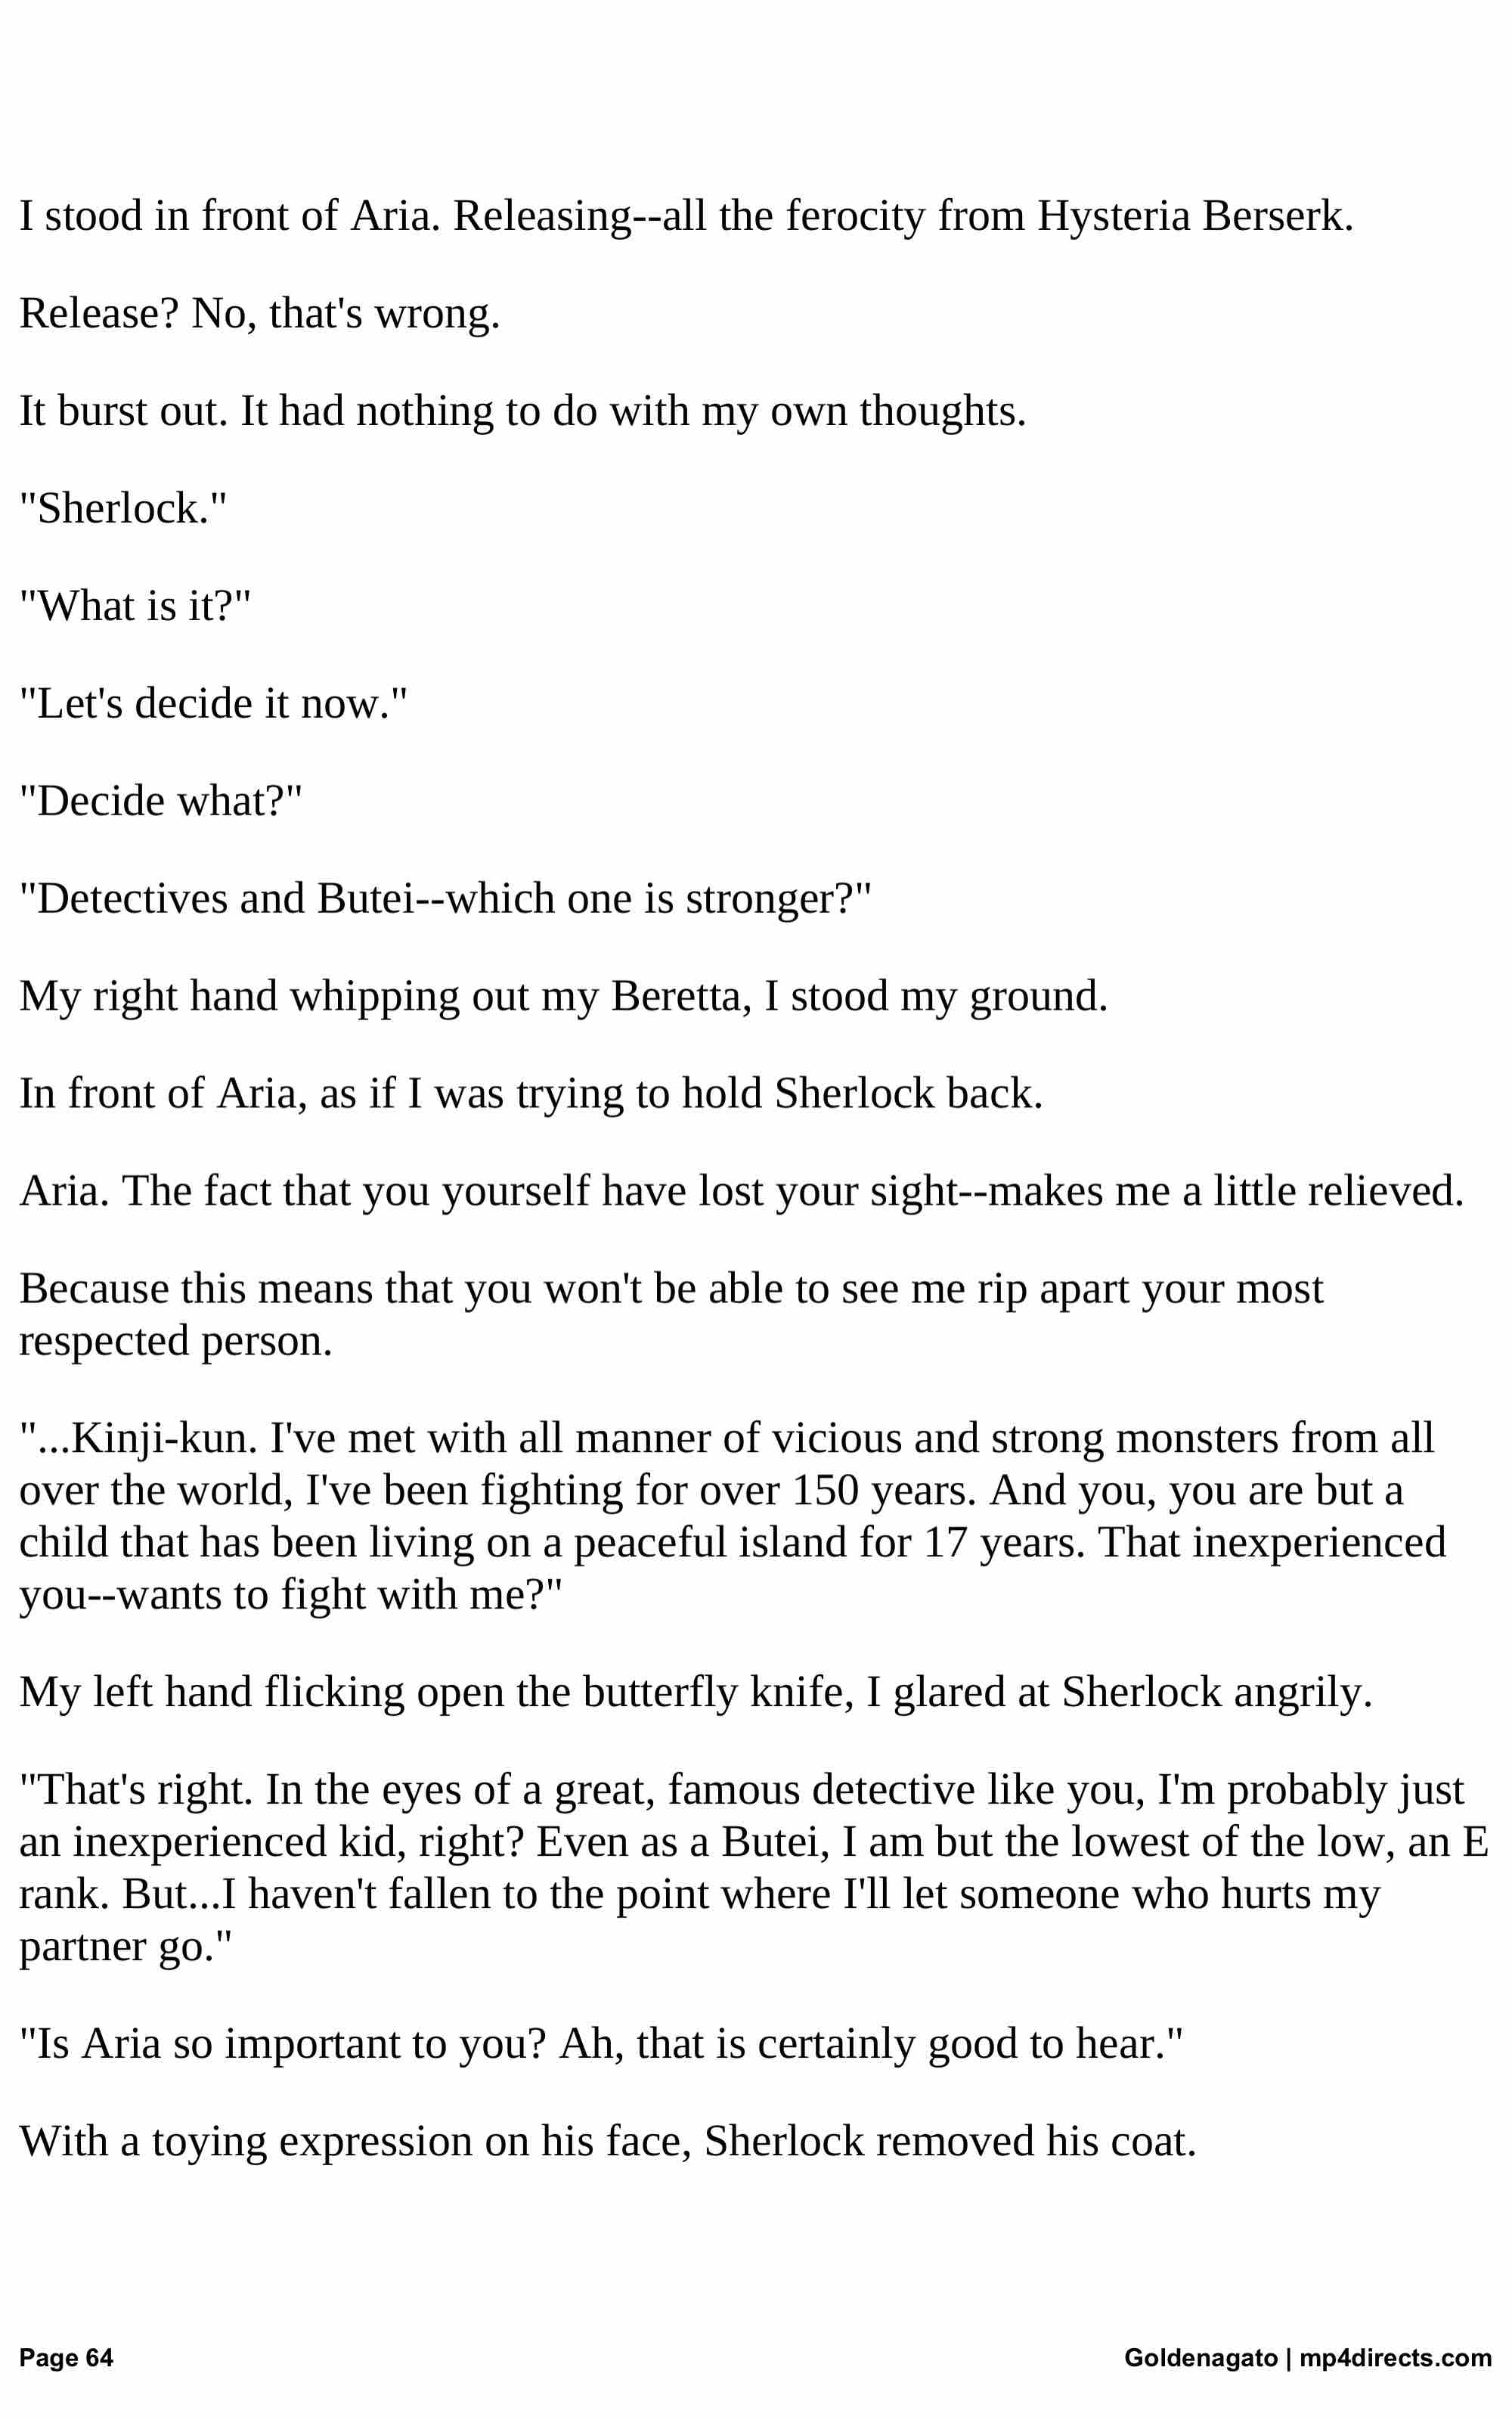 I stood in front of Aria. Releasing--all the ferocity from Hysteria Berserk.
Release? No, that's wrong.
It burst out. It had nothing to do with my own thoughts.
"Sherlock."
"What is it?"
"Let's decide it now."
"Decide what?"
"Detectives and Butei--which one is stronger?"
My right hand whipping out my Beretta, I stood my ground.
In front of Aria, as if I was trying to hold Sherlock back.
Aria. The fact that you yourself have lost your sight--makes me a little relieved.
Because this means that you won't be able to see me rip apart your most
respected person.
"...Kinji-kun. I've met with all manner of vicious and strong monsters from all
over the world, I've been fighting for over 150 years. And you, you are but a
child that has been living on a peaceful island for 17 years. That inexperienced
you--wants to fight with me?"
My left hand flicking open the butterfly knife, I glared at Sherlock angrily.
"That's right. In the eyes of a great, famous detective like you, I'm probably just
an inexperienced kid, right? Even as a Butei, I am but the lowest of the low, an E
rank. But...I haven't fallen to the point where I'll let someone who hurts my
partner go."
"Is Aria so important to you? Ah, that is certainly good to hear."
With a toying expression on his face, Sherlock removed his coat.
Page 64
Goldenagato | mp4directs.com